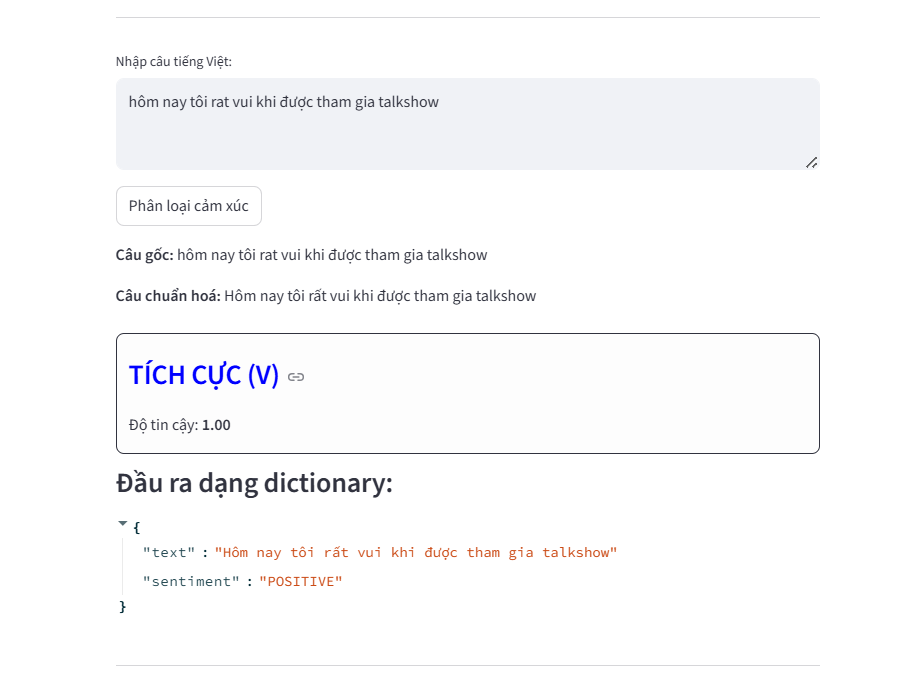 Nhập câu tiếng Việt:
hôm nay tôi rat vui khi được tham gia talkshow
Phân loại cảm xúc
Câu gốc: hôm nay tôi rat vui khi được tham gia talkshow
Câu chuẩn hoá: Hôm nay tôi rất vui khi được tham gia talkshow
TÍCH CỰC (V)
Độ tin cậy: 1.00
Đầu ra dạng dictionary:
{
"text" : "Hôm nay tôi rất vui khi được tham gia talkshow"
"sentiment" : "POSITIVE"
}